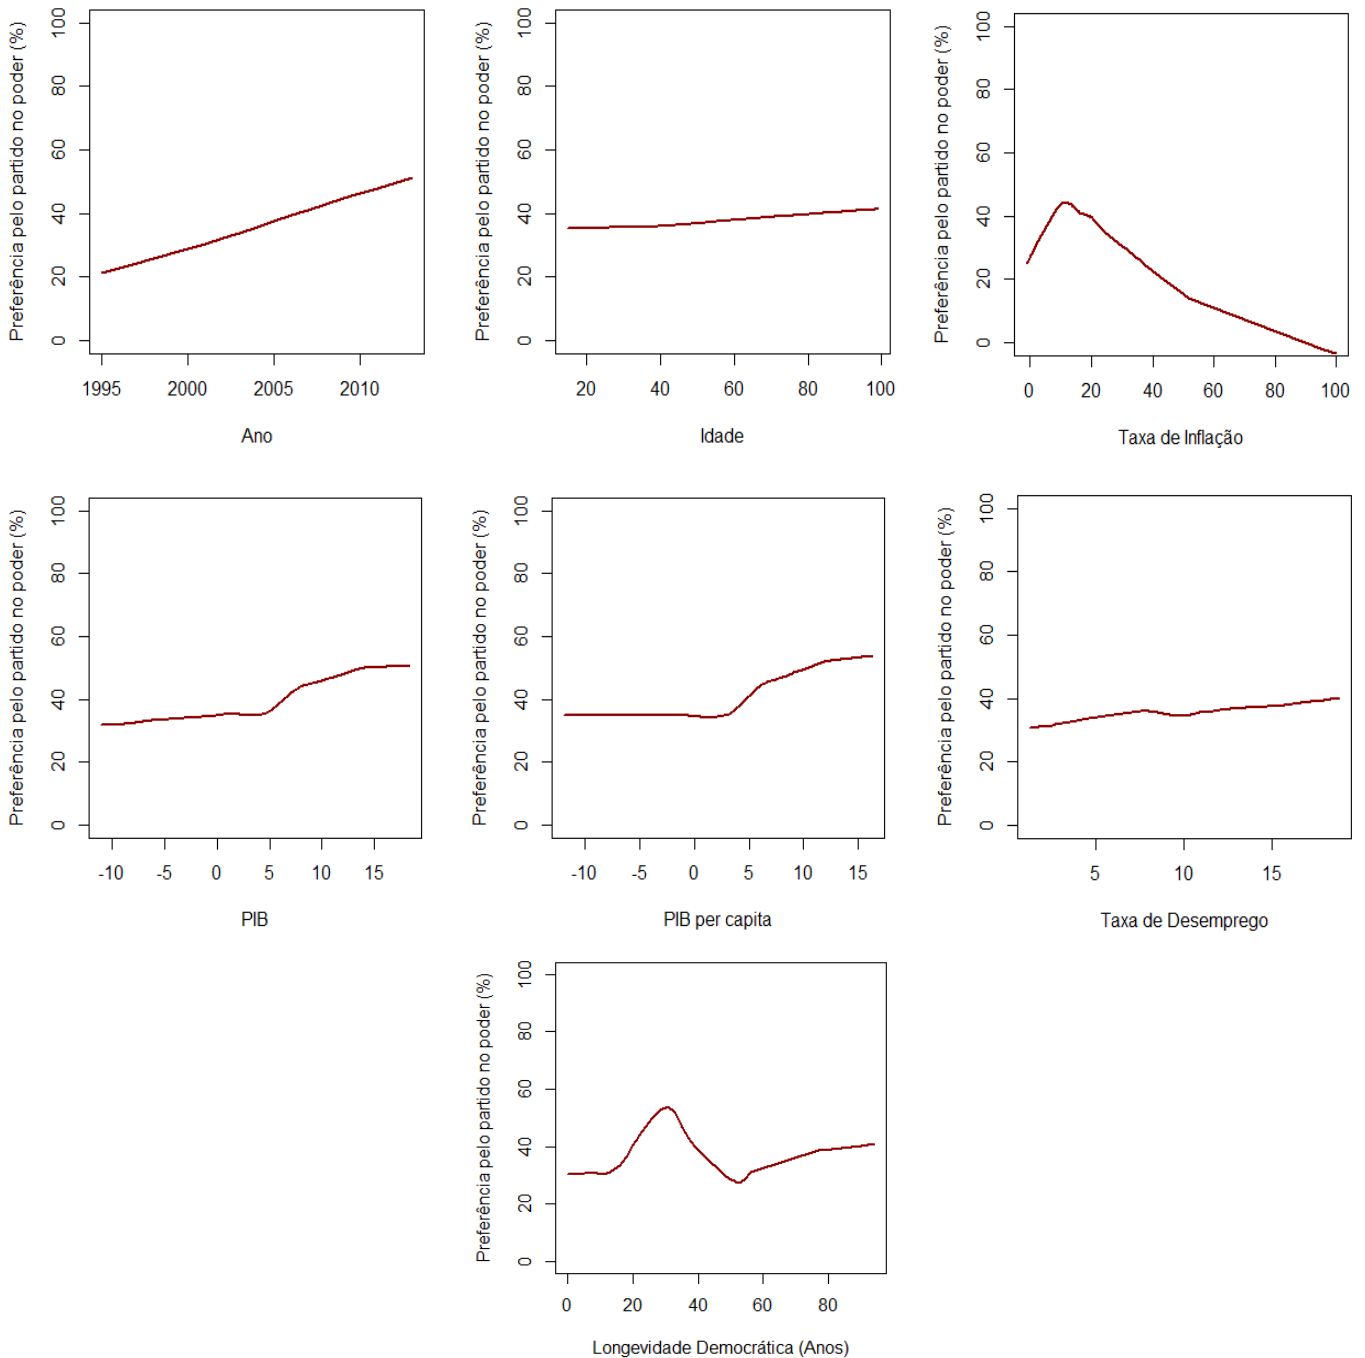 Preferência pelo partido no poder (%)
100
80
60
40
20
0
1995 2000 2005 2010
Ano
Preferência pelo partido no poder (%)
100
80
60
40
20
0
20 40 60 80 100
Idade
Preferência pelo partido no poder (%)
100
80
60
40
20
0
0 20 40 60 80 100
Taxa de Inflação
Preferência pelo partido no poder (%)
100
80
60
40
20
0
-10 -5 0 5 10 15
PIB
Preferência pelo partido no poder (%)
100
80
60
40
20
0
-10 -5 0 5 10 15
PIB per capita
Preferência pelo partido no poder (%)
100
80
60
40
20
0
5 10 15
Taxa de Desemprego
Preferência pelo partido no poder (%)
100
80
60
40
20
0
0 20 40 60 80
Longevidade Democrática (Anos)